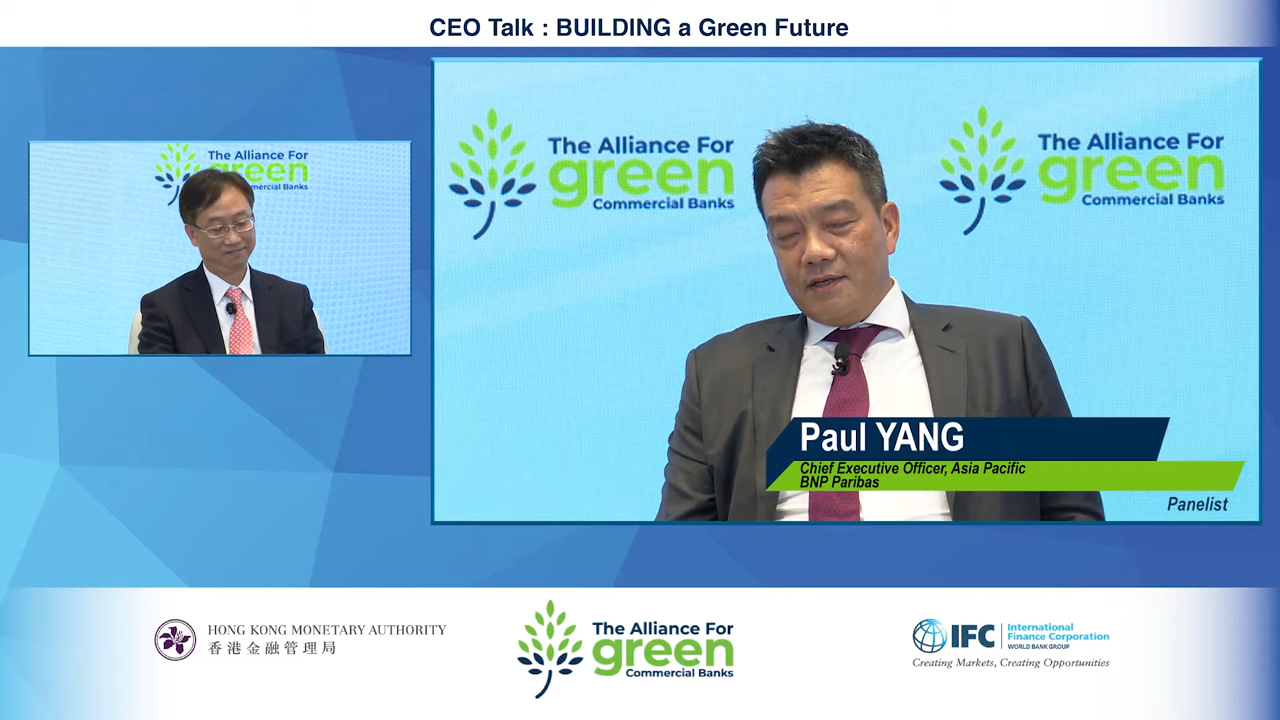 CEO Talk : BUILDING a Green Future
The Alliance For
green
Commercial Banks
The Alliance For
green
Commercial Banks
The Alliance For
green
mmercial Banks
Paul YANG
Chief Executive Officer, Asia Pacific
BNP Paribas
Panelist
HONG KONG MONETARY AUTHORITY
香港金融管理局
The Alliance For
green
Commercial Banks
IFC
International
Finance Corporation
WORLD BANK GROUP
Creating Markets, Creating Opportunities